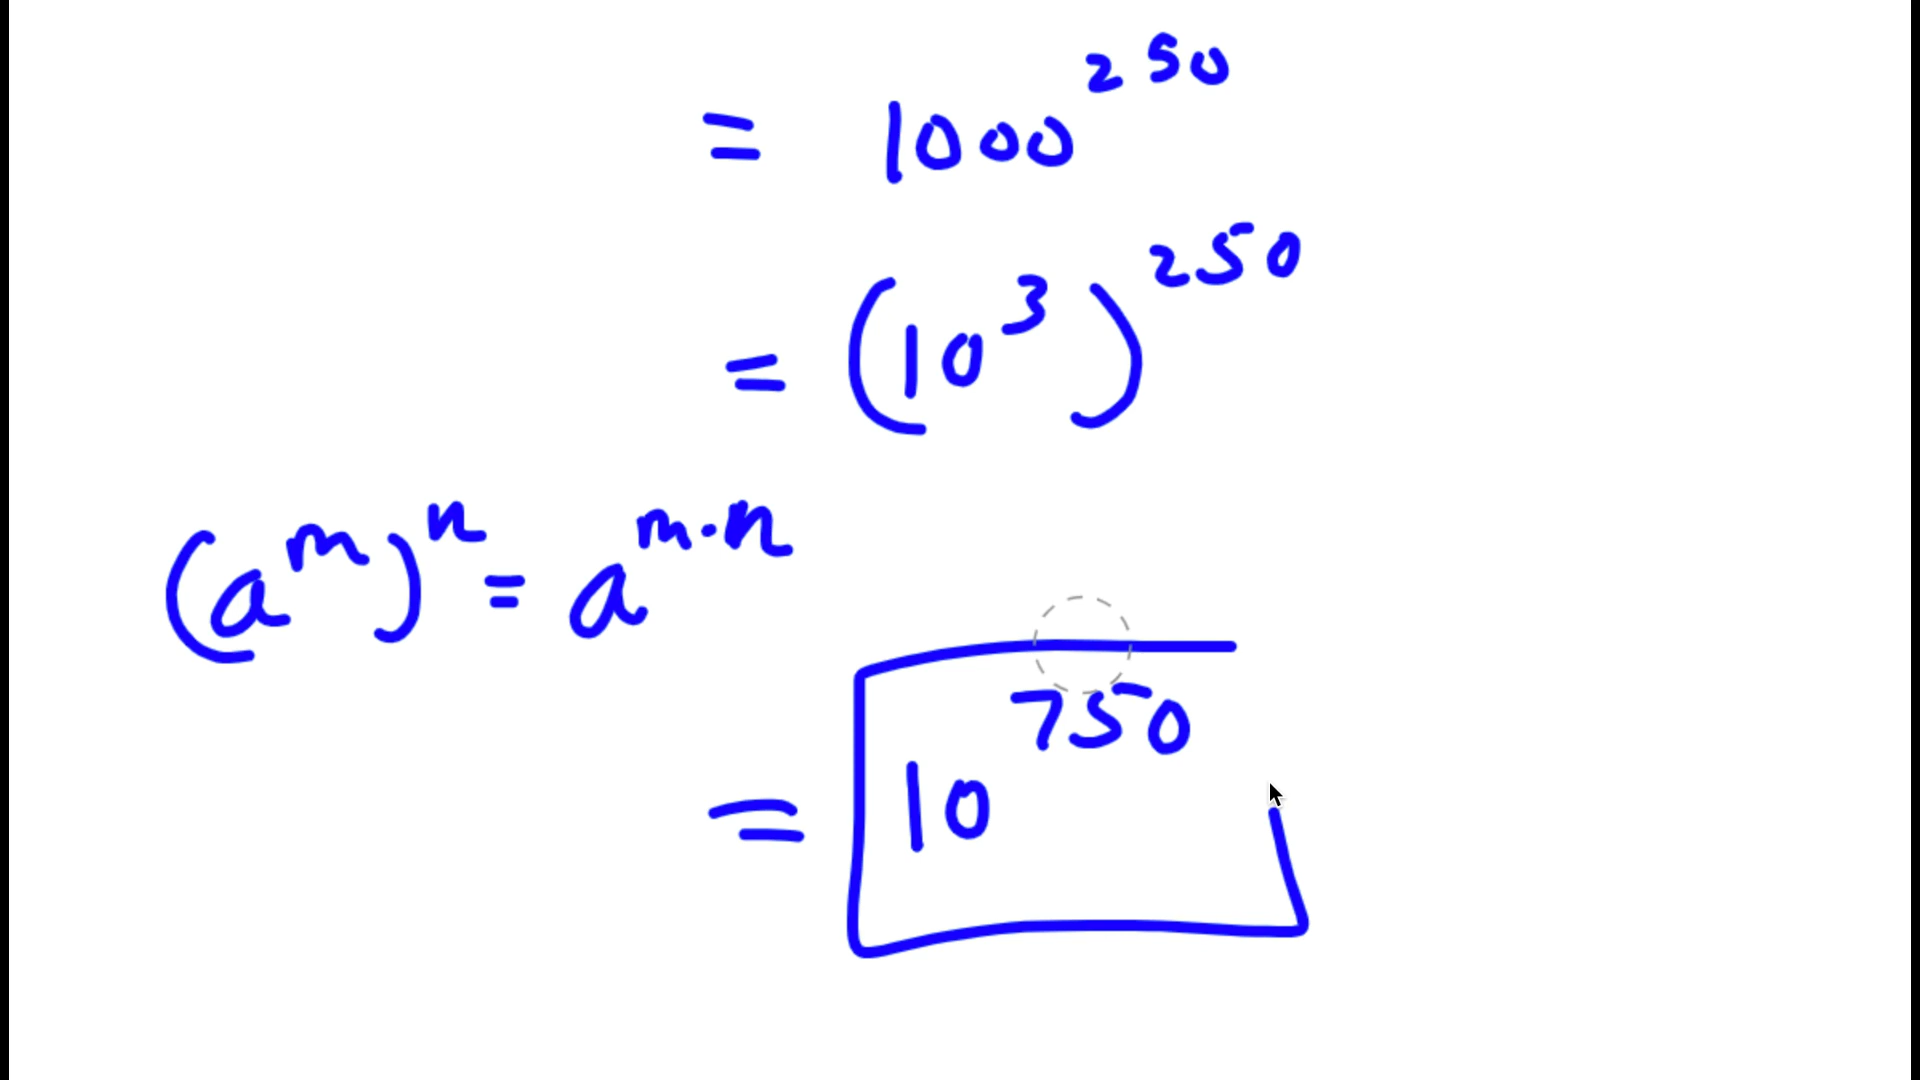 = 1000^250
= (10^3)^250
(a^m)^n = a^m·n
= 10^750